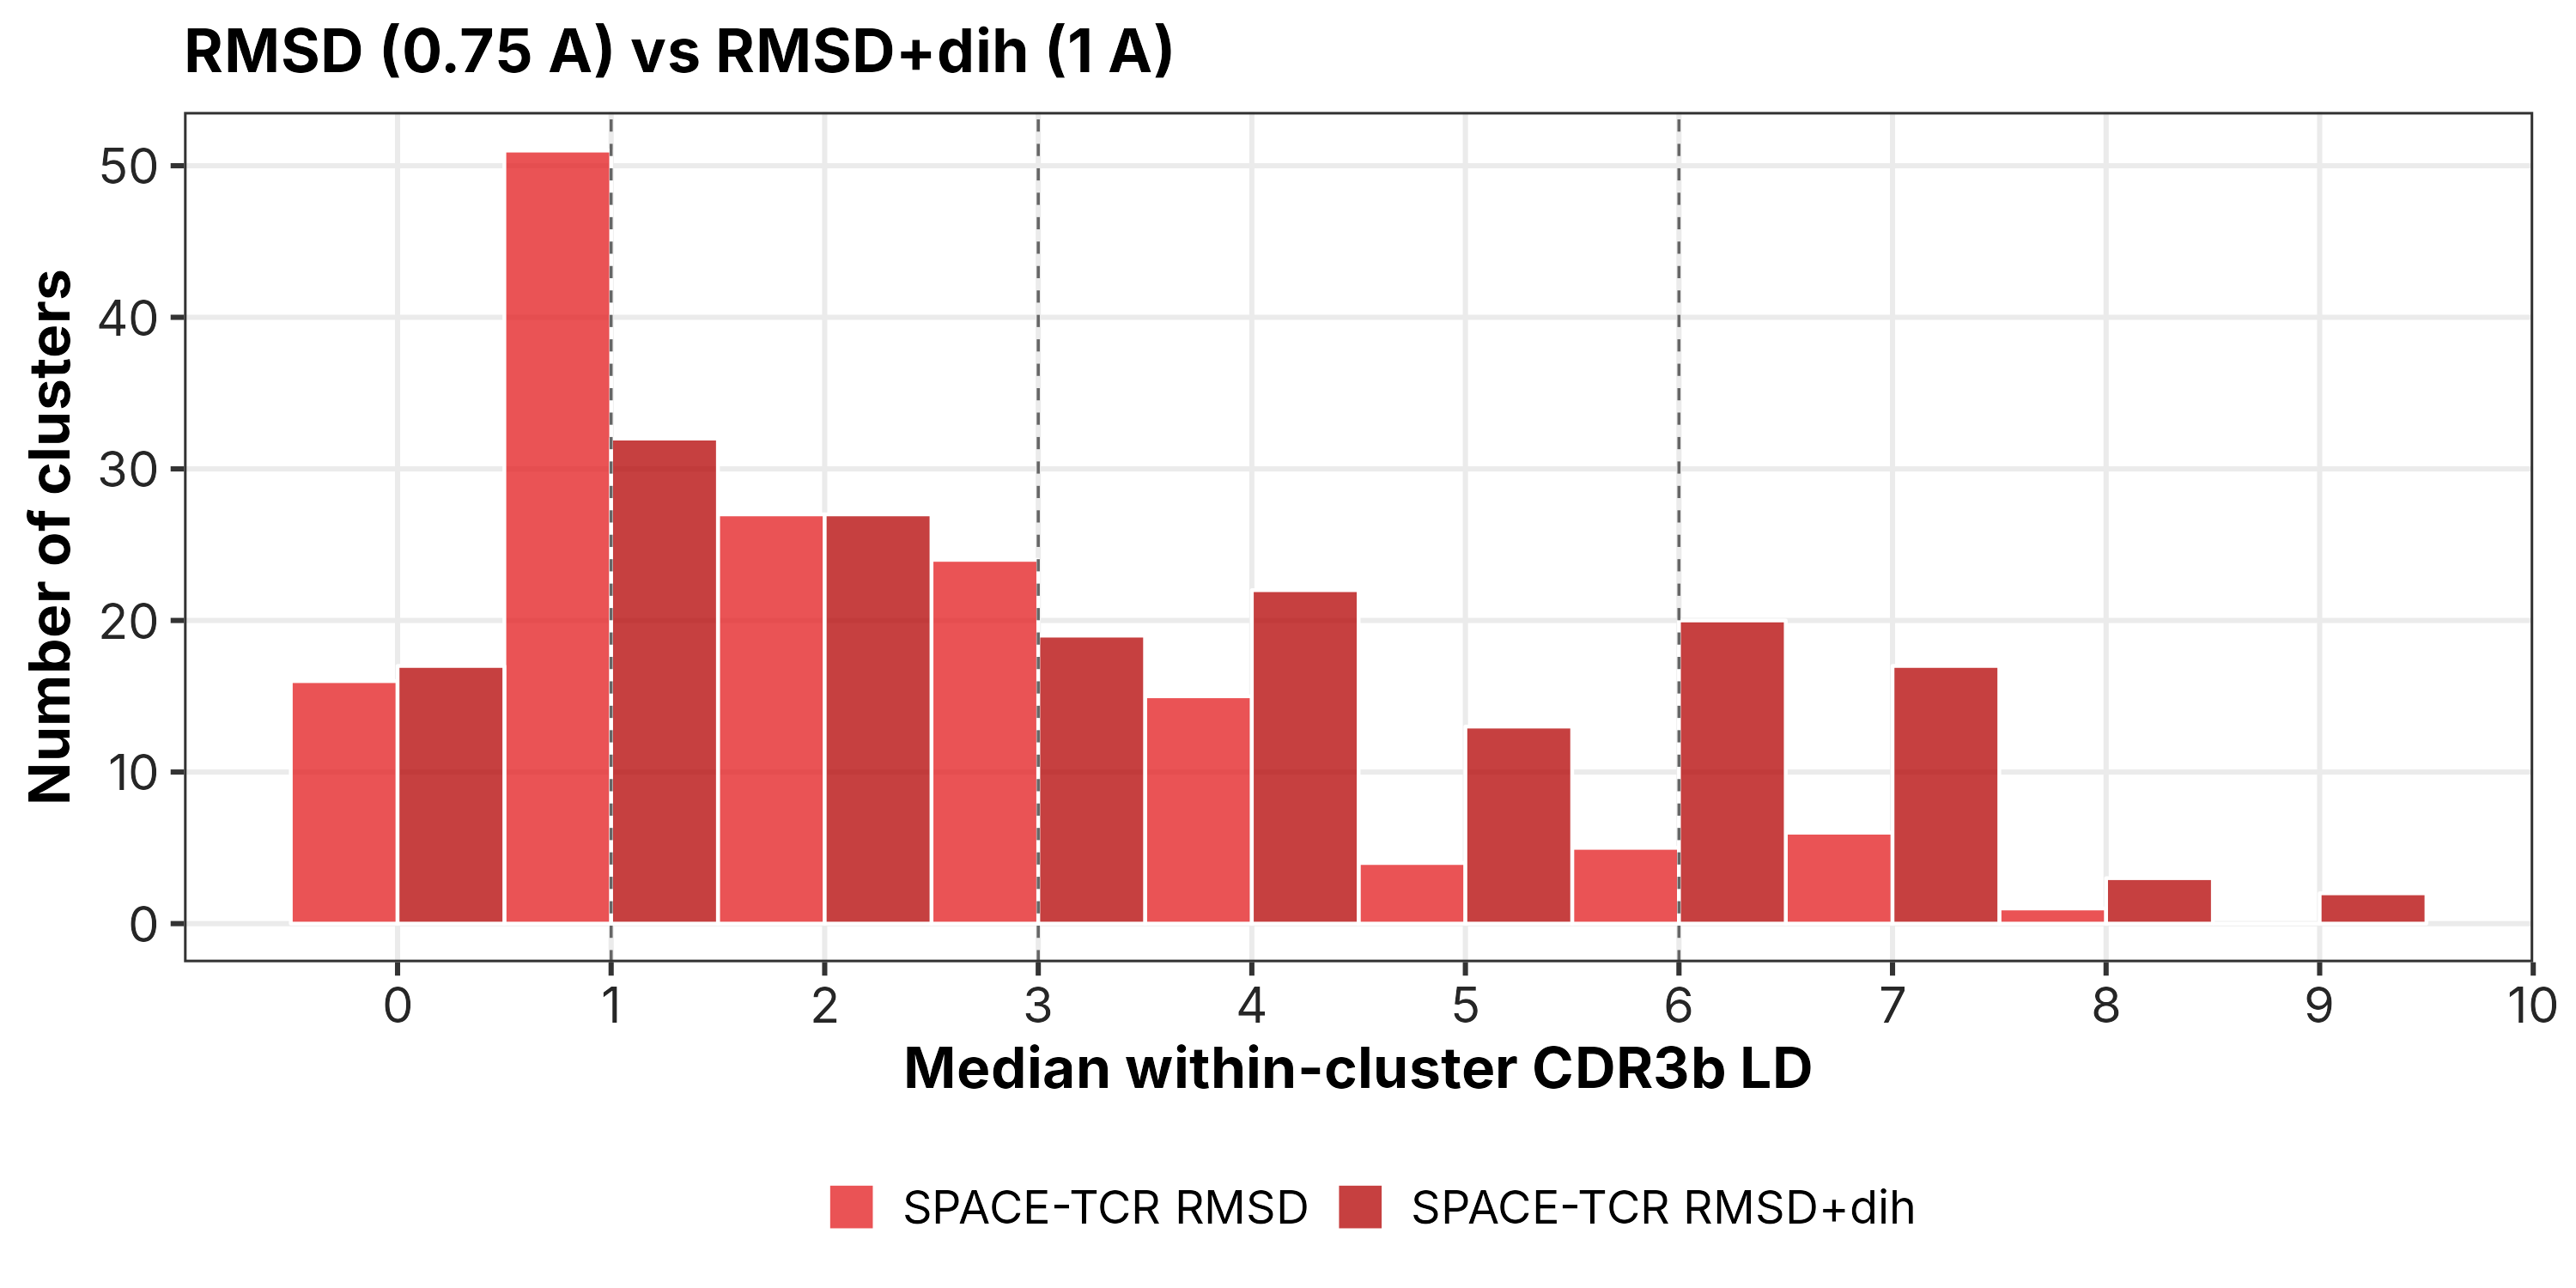 RMSD (0.75 A) vs RMSD+dih (1 A)
Number of clusters
50
40
30
20
10
0
0 1 2 3 4 5 6 7 8 9 10
Median within-cluster CDR3b LD
SPACE-TCR RMSD SPACE-TCR RMSD+dih